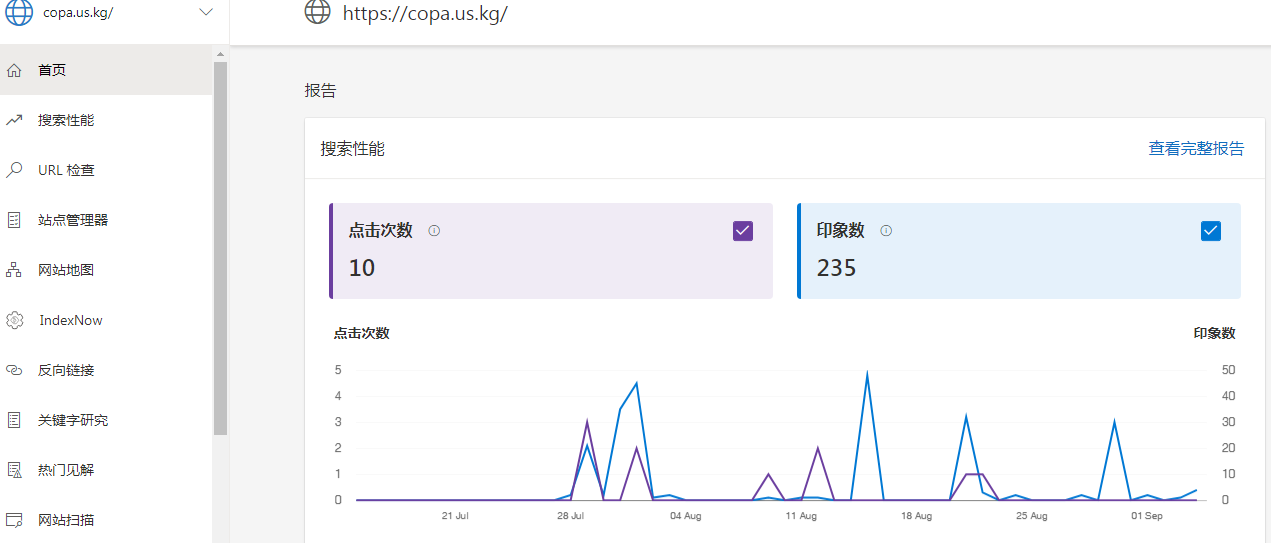 copa.us.kg/
https://copa.us.kg/
首页
搜索性能
URL 检查
站点管理器
网站地图
IndexNow
反向链接
关键字研究
热门见解
网站扫描
报告
搜索性能
查看完整报告
点击次数
10
印象数
235
点击次数
印象数
5
4
3
2
1
0
50
40
30
20
10
0
21 Jul
28 Jul
04 Aug
11 Aug
18 Aug
25 Aug
01 Sep